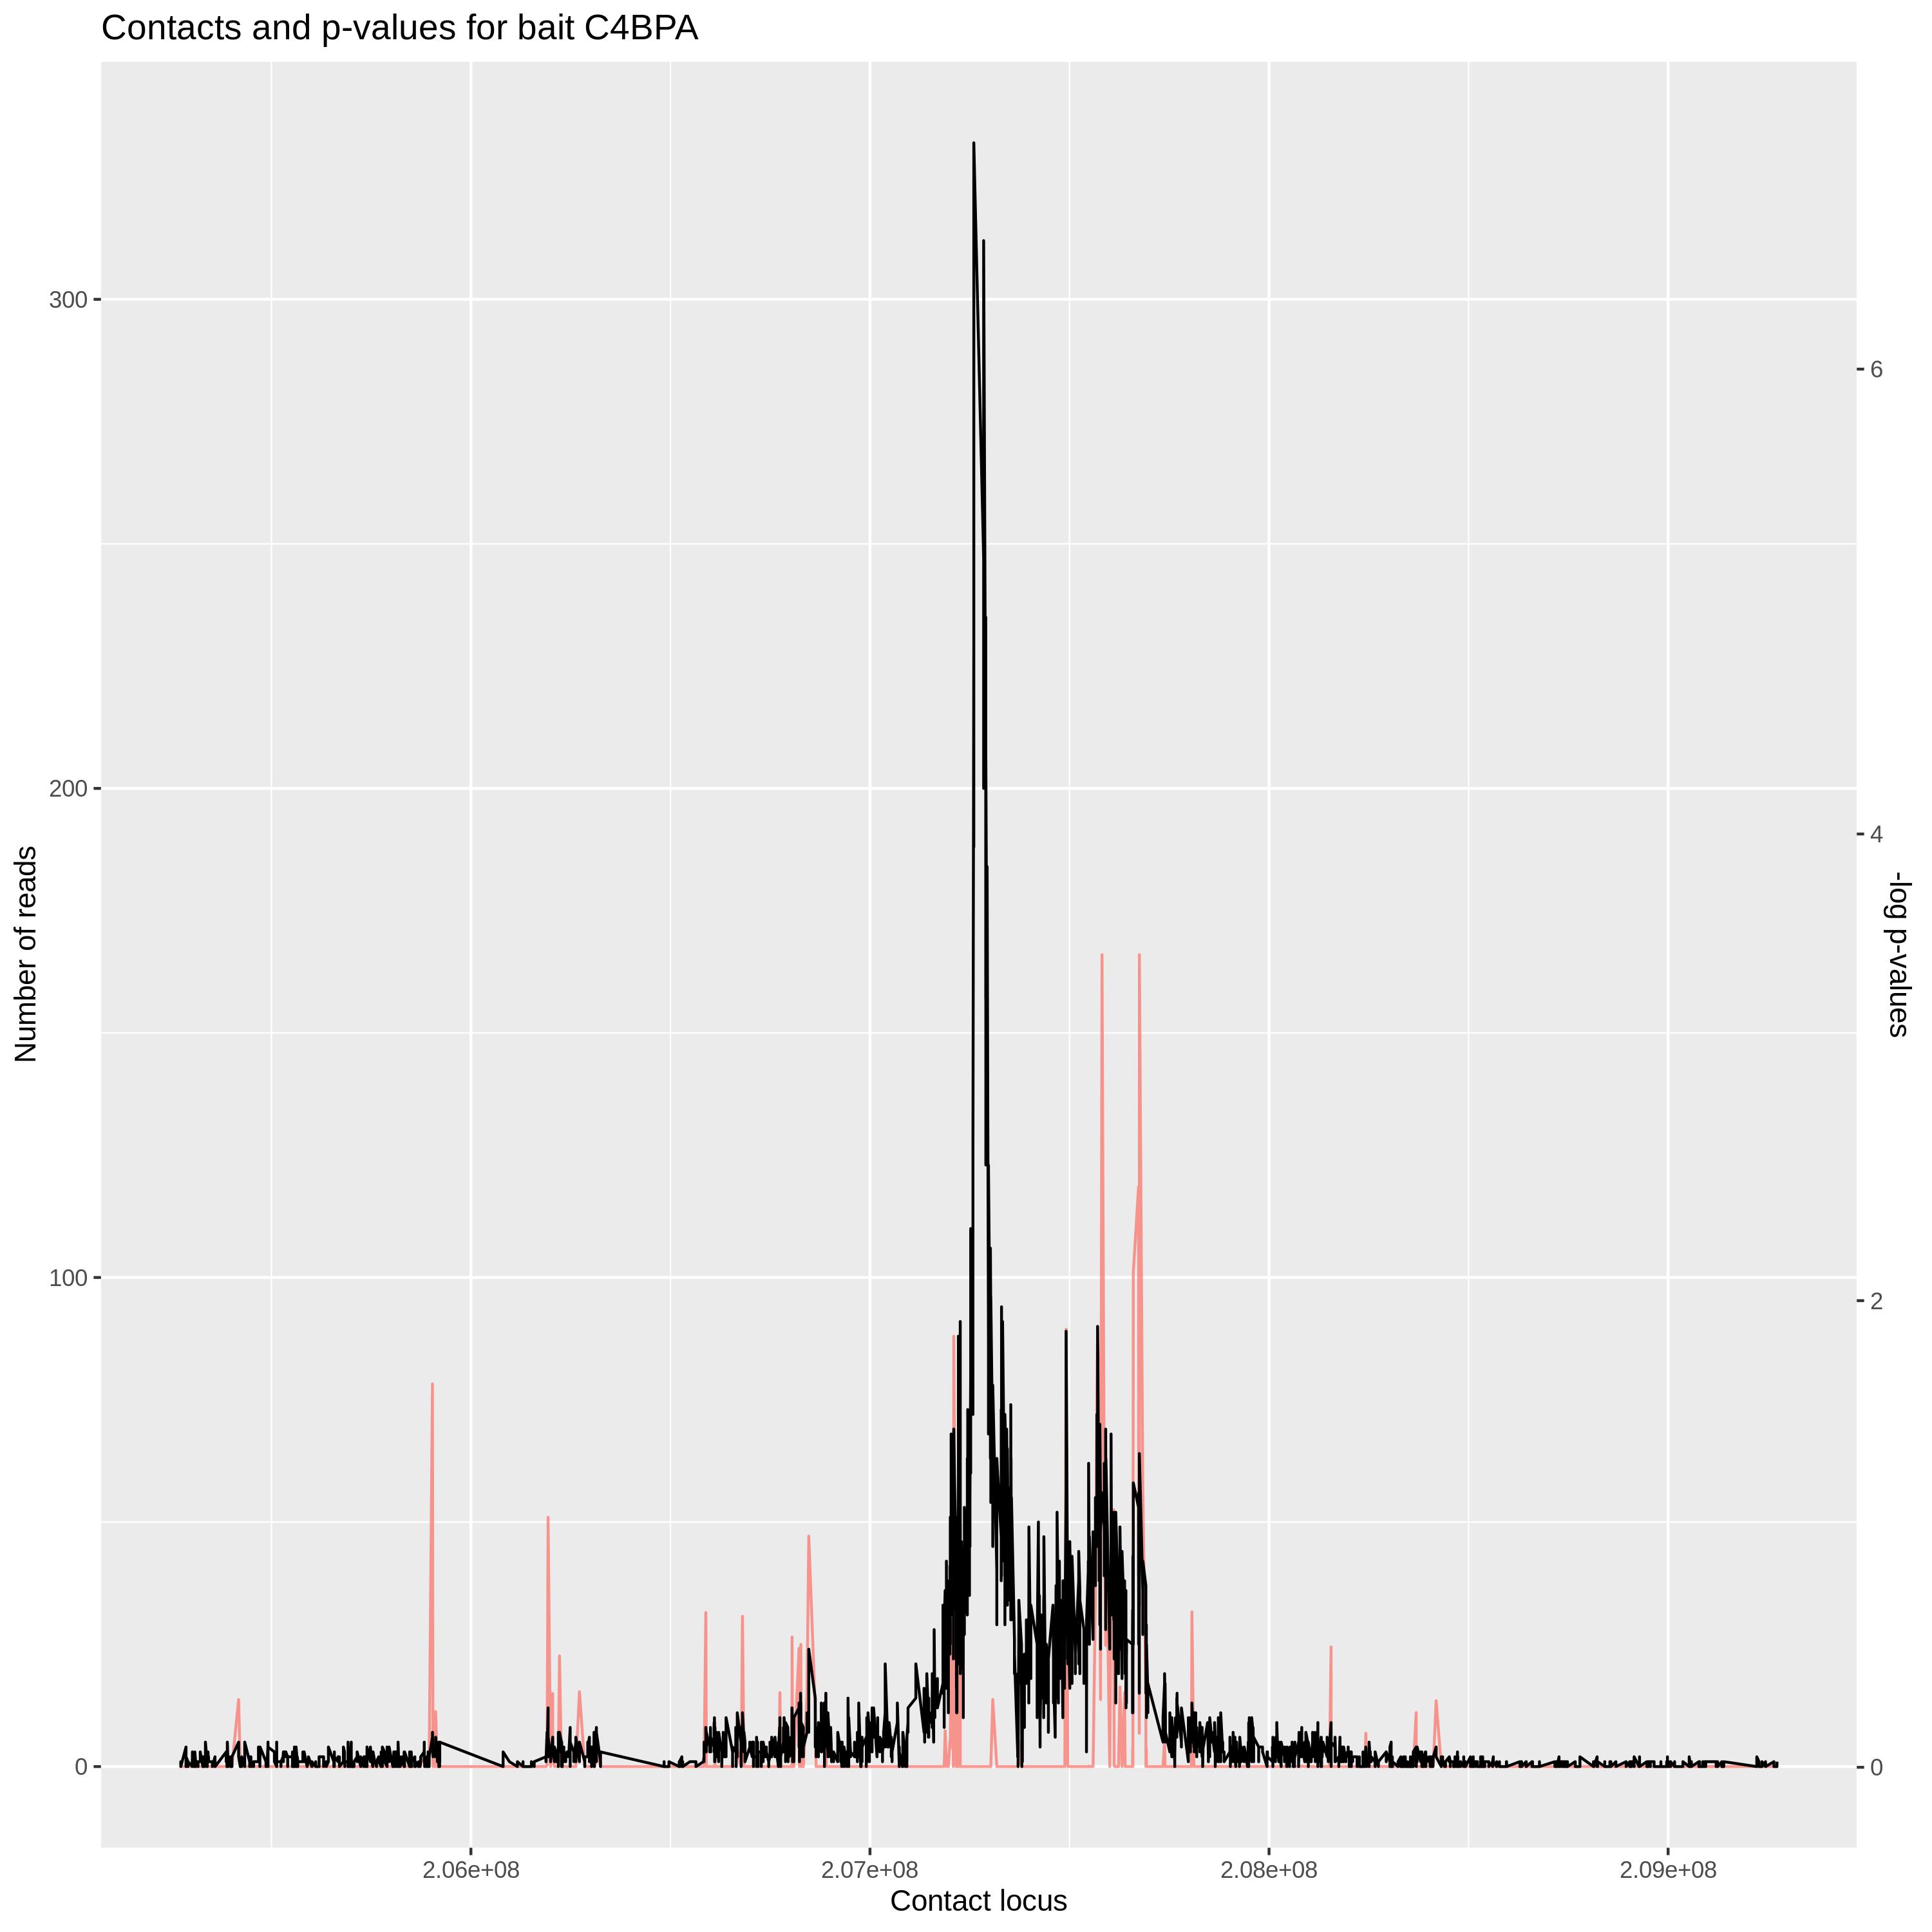 Contacts and p-values for bait C4BPA
300
200
100
0
Number of reads
6
4
2
0
-log p-values
2.06e+08
2.07e+08
2.08e+08
2.09e+08
Contact locus